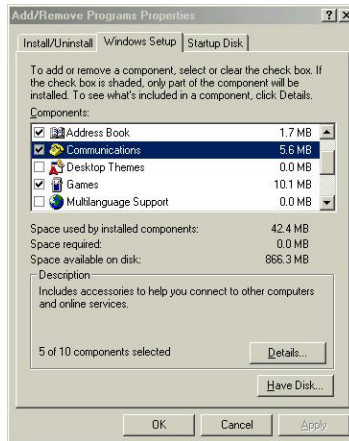 Add/Remove Programs Properties
Install/Uninstall Windows Setup Startup Disk
To add or remove a component, select or clear the check box. If
the check box is shaded, only part of the component will be
installed. To see what's included in a component, click Details.
Components:
Address Book 1.7 MB
Communications 5.6 MB
Desktop Themes 0.0 MB
Games 10.1 MB
Multilanguage Support 0.0 MB
Space used by installed components: 42.4 MB
Space required: 0.0 MB
Space available on disk: 866.3 MB
Description
Includes accessories to help you connect to other computers
and online services.
5 of 10 components selected Details...
Have Disk...
OK Cancel Apply